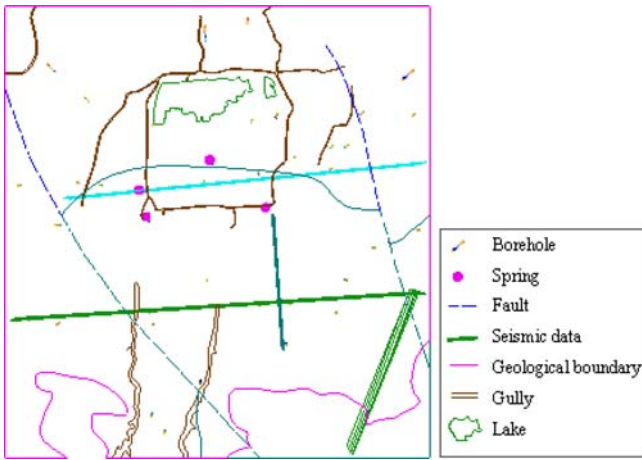 Borehole
Spring
Fault
Seismic data
Geological boundary
Gully
Lake